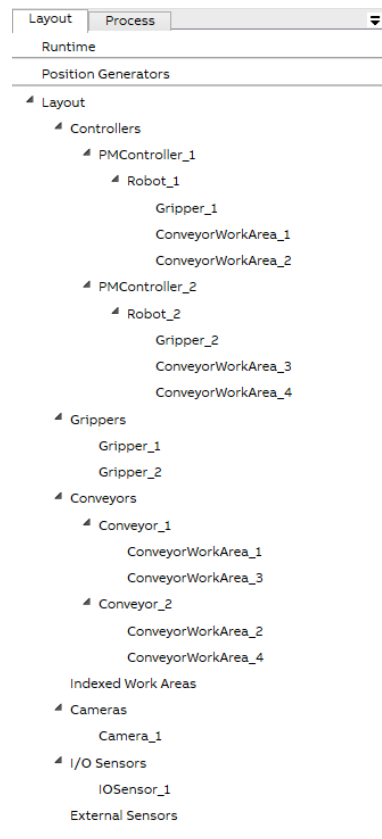 Layout Process
Runtime
Position Generators
Layout
Controllers
PMController_1
Robot_1
Gripper_1
ConveyorWorkArea_1
ConveyorWorkArea_2
PMController_2
Robot_2
Gripper_2
ConveyorWorkArea_3
ConveyorWorkArea_4
Grippers
Gripper_1
Gripper_2
Conveyors
Conveyor_1
ConveyorWorkArea_1
ConveyorWorkArea_3
Conveyor_2
ConveyorWorkArea_2
ConveyorWorkArea_4
Indexed Work Areas
Cameras
Camera_1
I/O Sensors
IOSensor_1
External Sensors